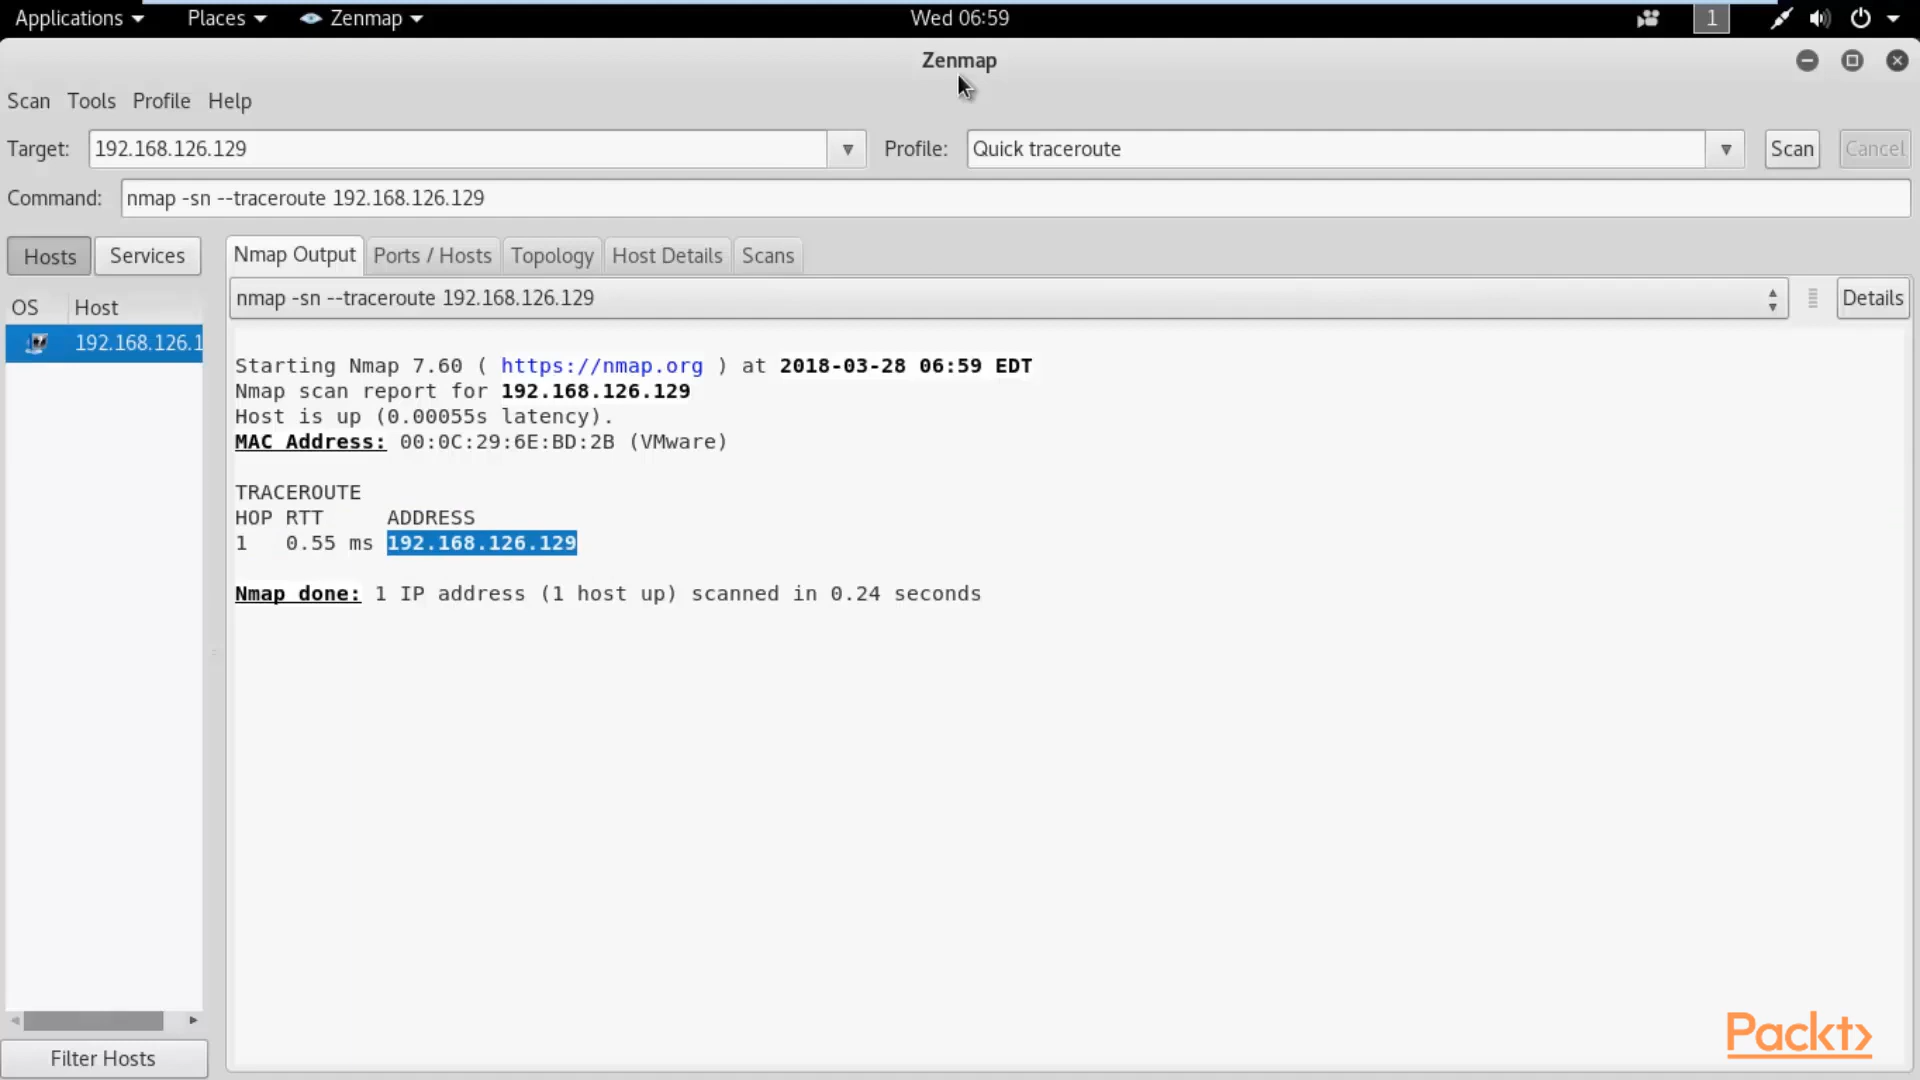 Applications Places Zenmap Wed 06:59 1
Zenmap
Scan Tools Profile Help
Target: 192.168.126.129 Profile: Quick traceroute Scan Cancel
Command: nmap -sn --traceroute 192.168.126.129
Hosts Services Nmap Output Ports / Hosts Topology Host Details Scans
nmap -sn --traceroute 192.168.126.129 Details
OS Host
192.168.126.1
Starting Nmap 7.60 ( https://nmap.org ) at 2018-03-28 06:59 EDT
Nmap scan report for 192.168.126.129
Host is up (0.00055s latency).
MAC Address: 00:0C:29:6E:BD:2B (VMware)
TRACEROUTE
HOP RTT ADDRESS
1 0.55 ms 192.168.126.129
Nmap done: 1 IP address (1 host up) scanned in 0.24 seconds
Filter Hosts
Packt>